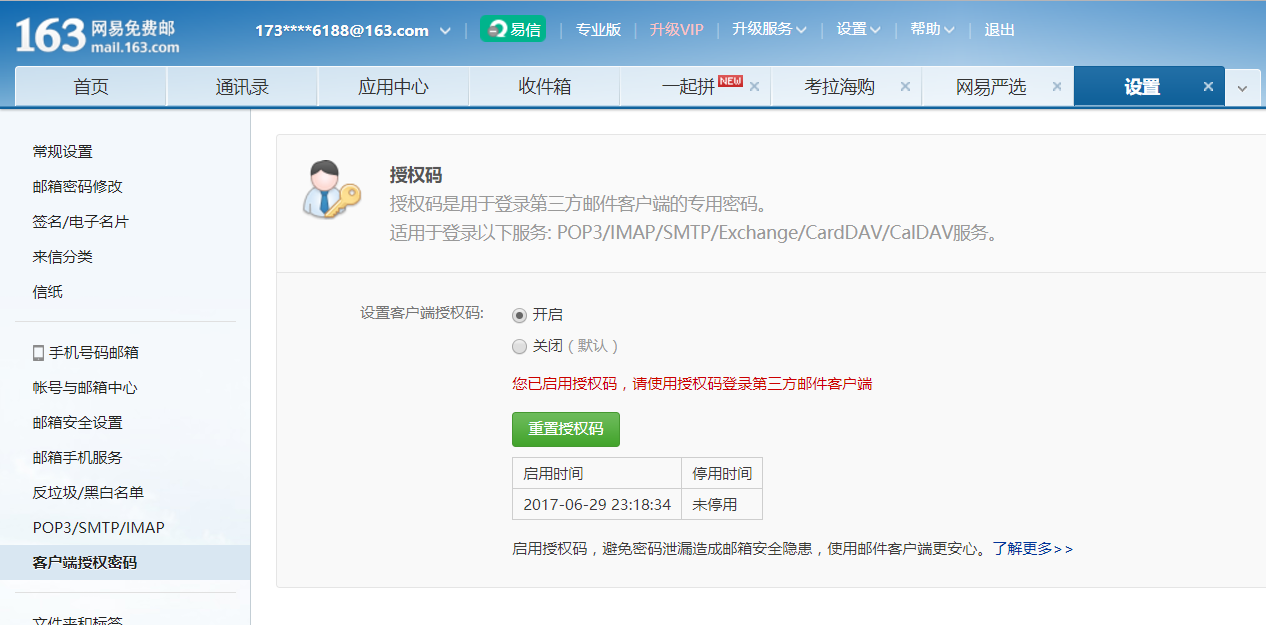 163 网易免费邮 mail.163.com 173****6188@163.com 易信 专业版 升级VIP 升级服务 设置 帮助 退出
首页 通讯录 应用中心 收件箱 一起拼 NEW 考拉海购 网易严选 设置
常规设置
邮箱密码修改
签名/电子名片
来信分类
信纸
手机号码邮箱
帐号与邮箱中心
邮箱安全设置
邮箱手机服务
反垃圾/黑白名单
POP3/SMTP/IMAP
客户端授权密码
文件夹和标签
授权码
授权码是用于登录第三方邮件客户端的专用密码。
适用于登录以下服务: POP3/IMAP/SMTP/Exchange/CardDAV/CalDAV服务。
设置客户端授权码: 开启
关闭 ( 默认 )
您已启用授权码，请使用授权码登录第三方邮件客户端
重置授权码
启用时间 停用时间
2017-06-29 23:18:34 未停用
启用授权码，避免密码泄漏造成邮箱安全隐患，使用邮件客户端更安心。了解更多>>